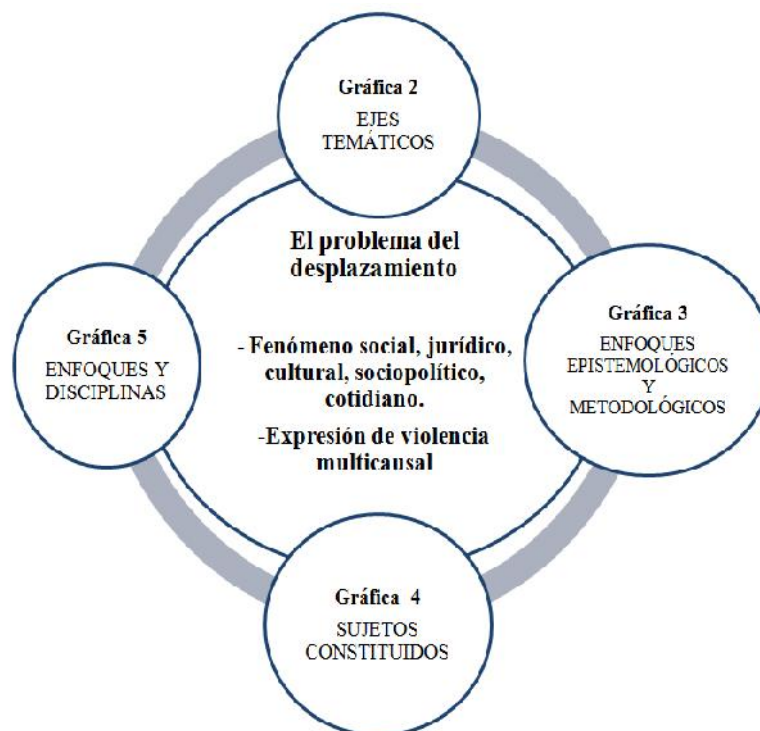 Gráfica 2
EJES
TEMÁTICOS
El problema del
desplazamiento
- Fenómeno social, jurídico,
cultural, sociopolítico,
cotidiano.
-Expresión de violencia
multicausal
Gráfica 3
ENFOQUES
EPISTEMOLÓGICOS
Y
METODOLÓGICOS
Gráfica 4
SUJETOS
CONSTITUIDOS
Gráfica 5
ENFOQUES Y
DISCIPLINAS